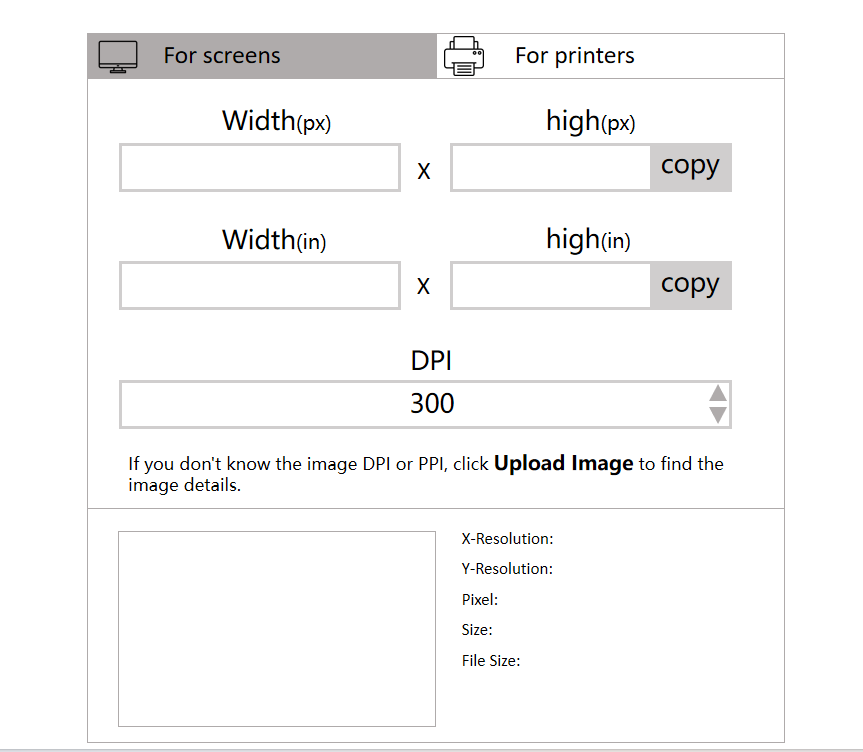 For screens
For printers
Width(px)
high(px)
x
copy
Width(in)
high(in)
x
copy
DPI
300
If you don't know the image DPI or PPI, click Upload Image to find the
image details.
X-Resolution:
Y-Resolution:
Pixel:
Size:
File Size: